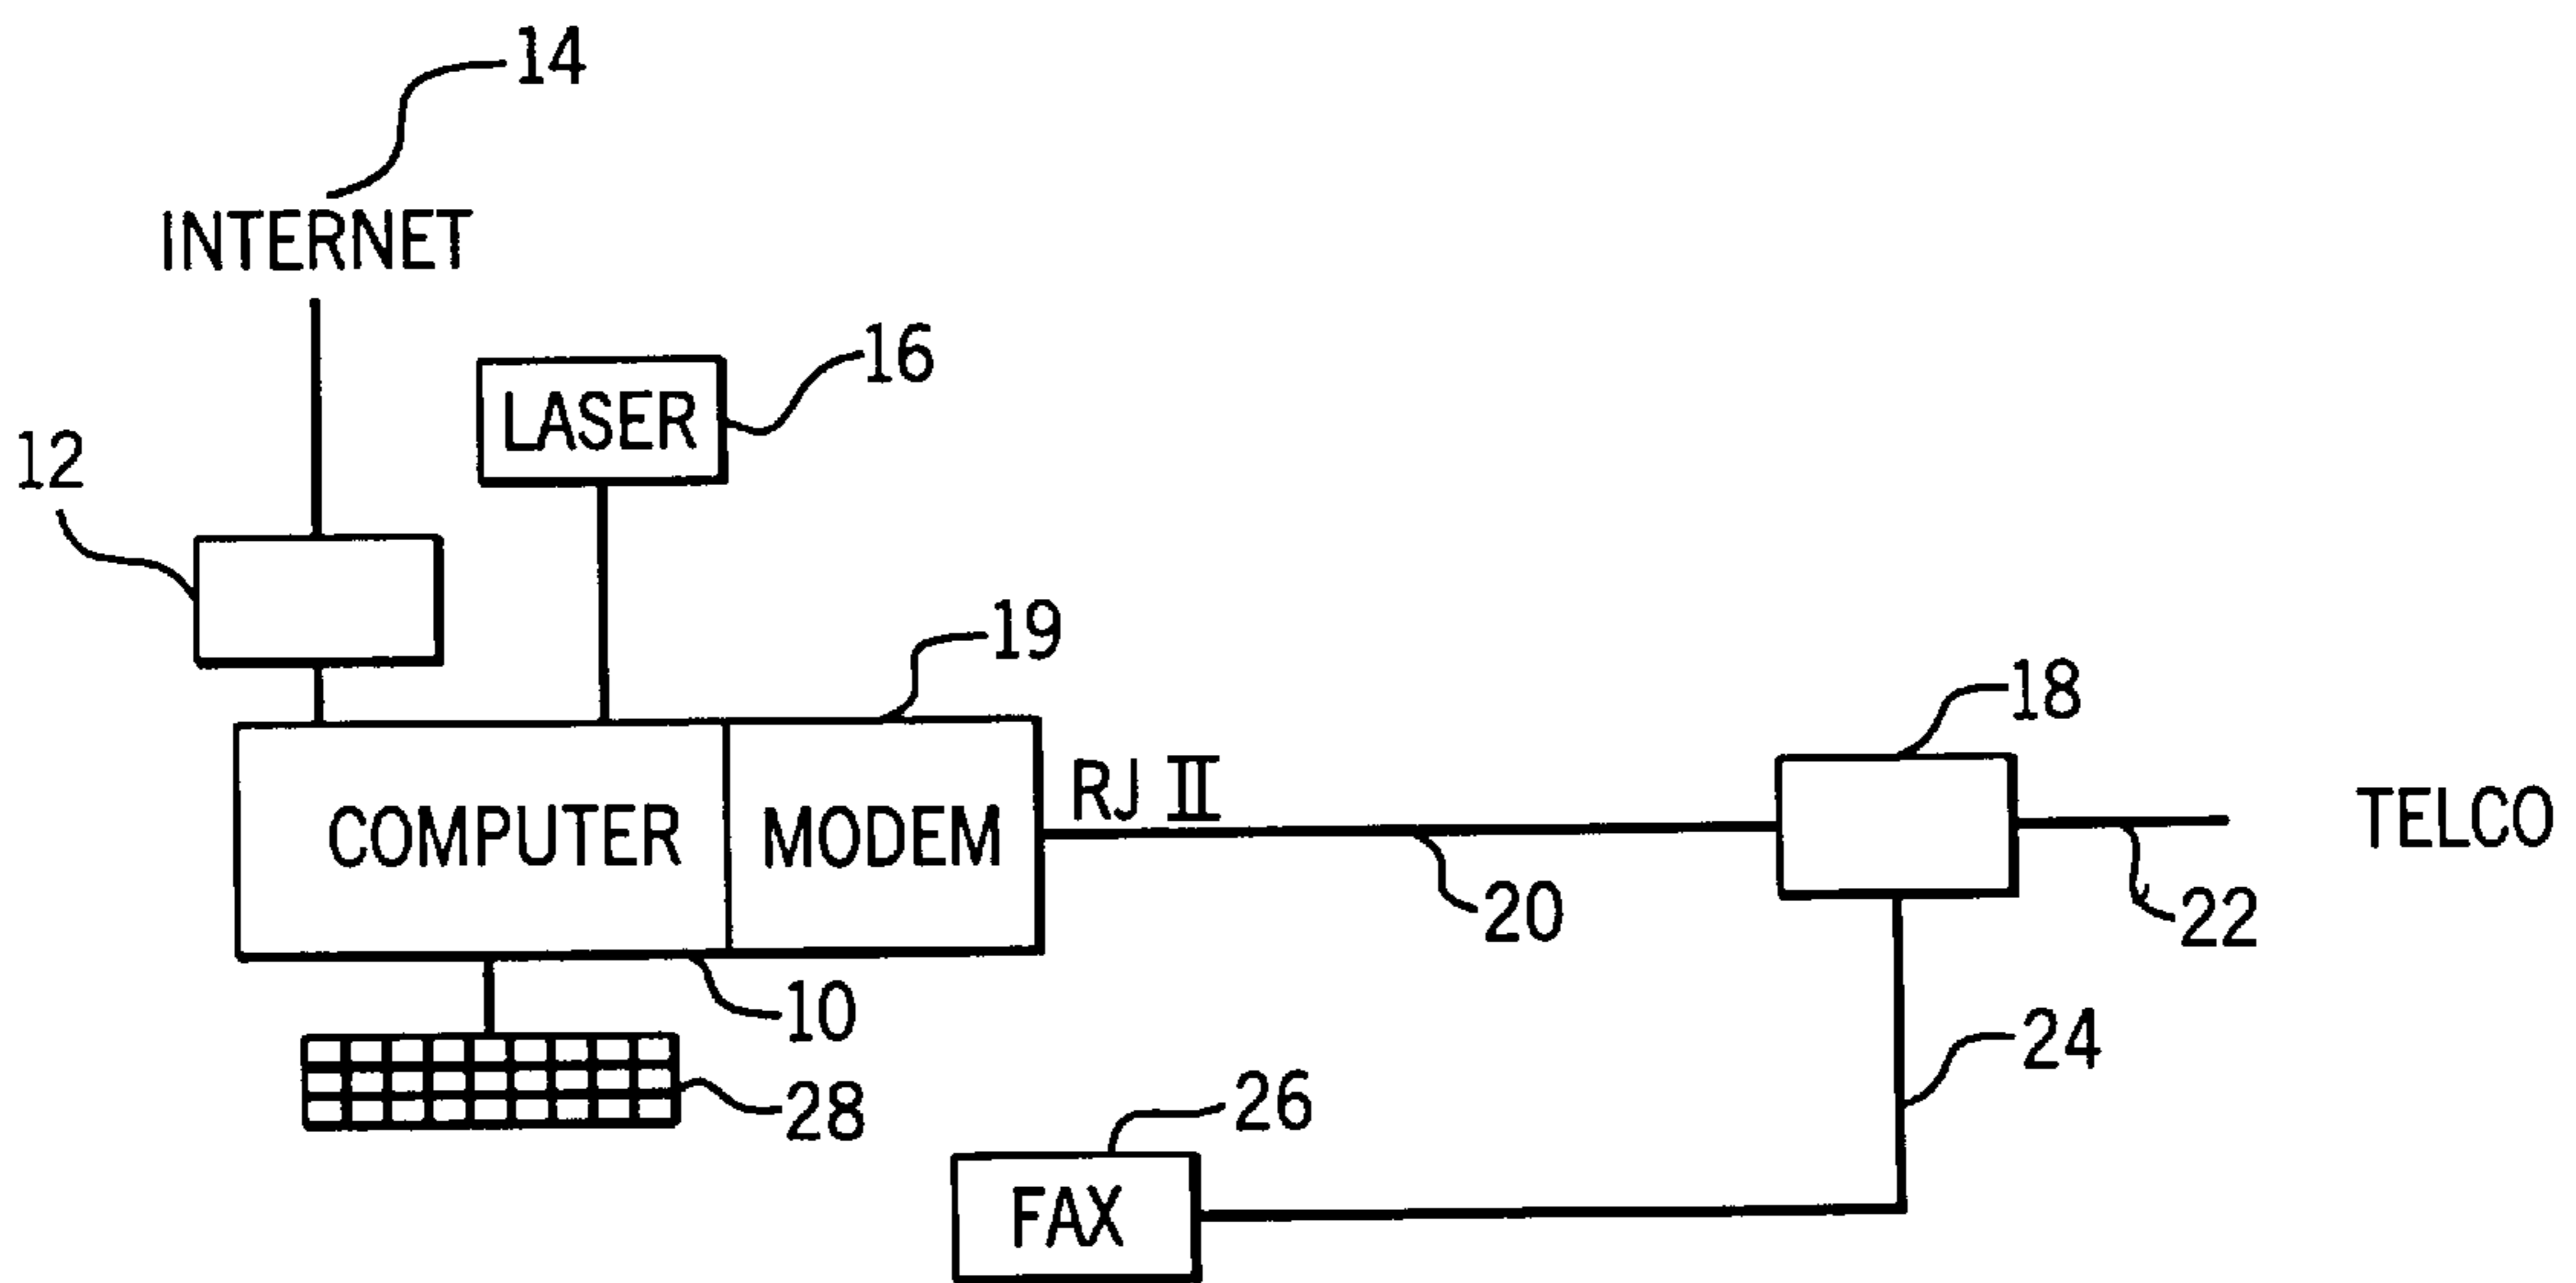 14
INTERNET
16
LASER
12
19
18
RJ II
COMPUTER
MODEM
TELCO
20
22
10
24
28
26
FAX